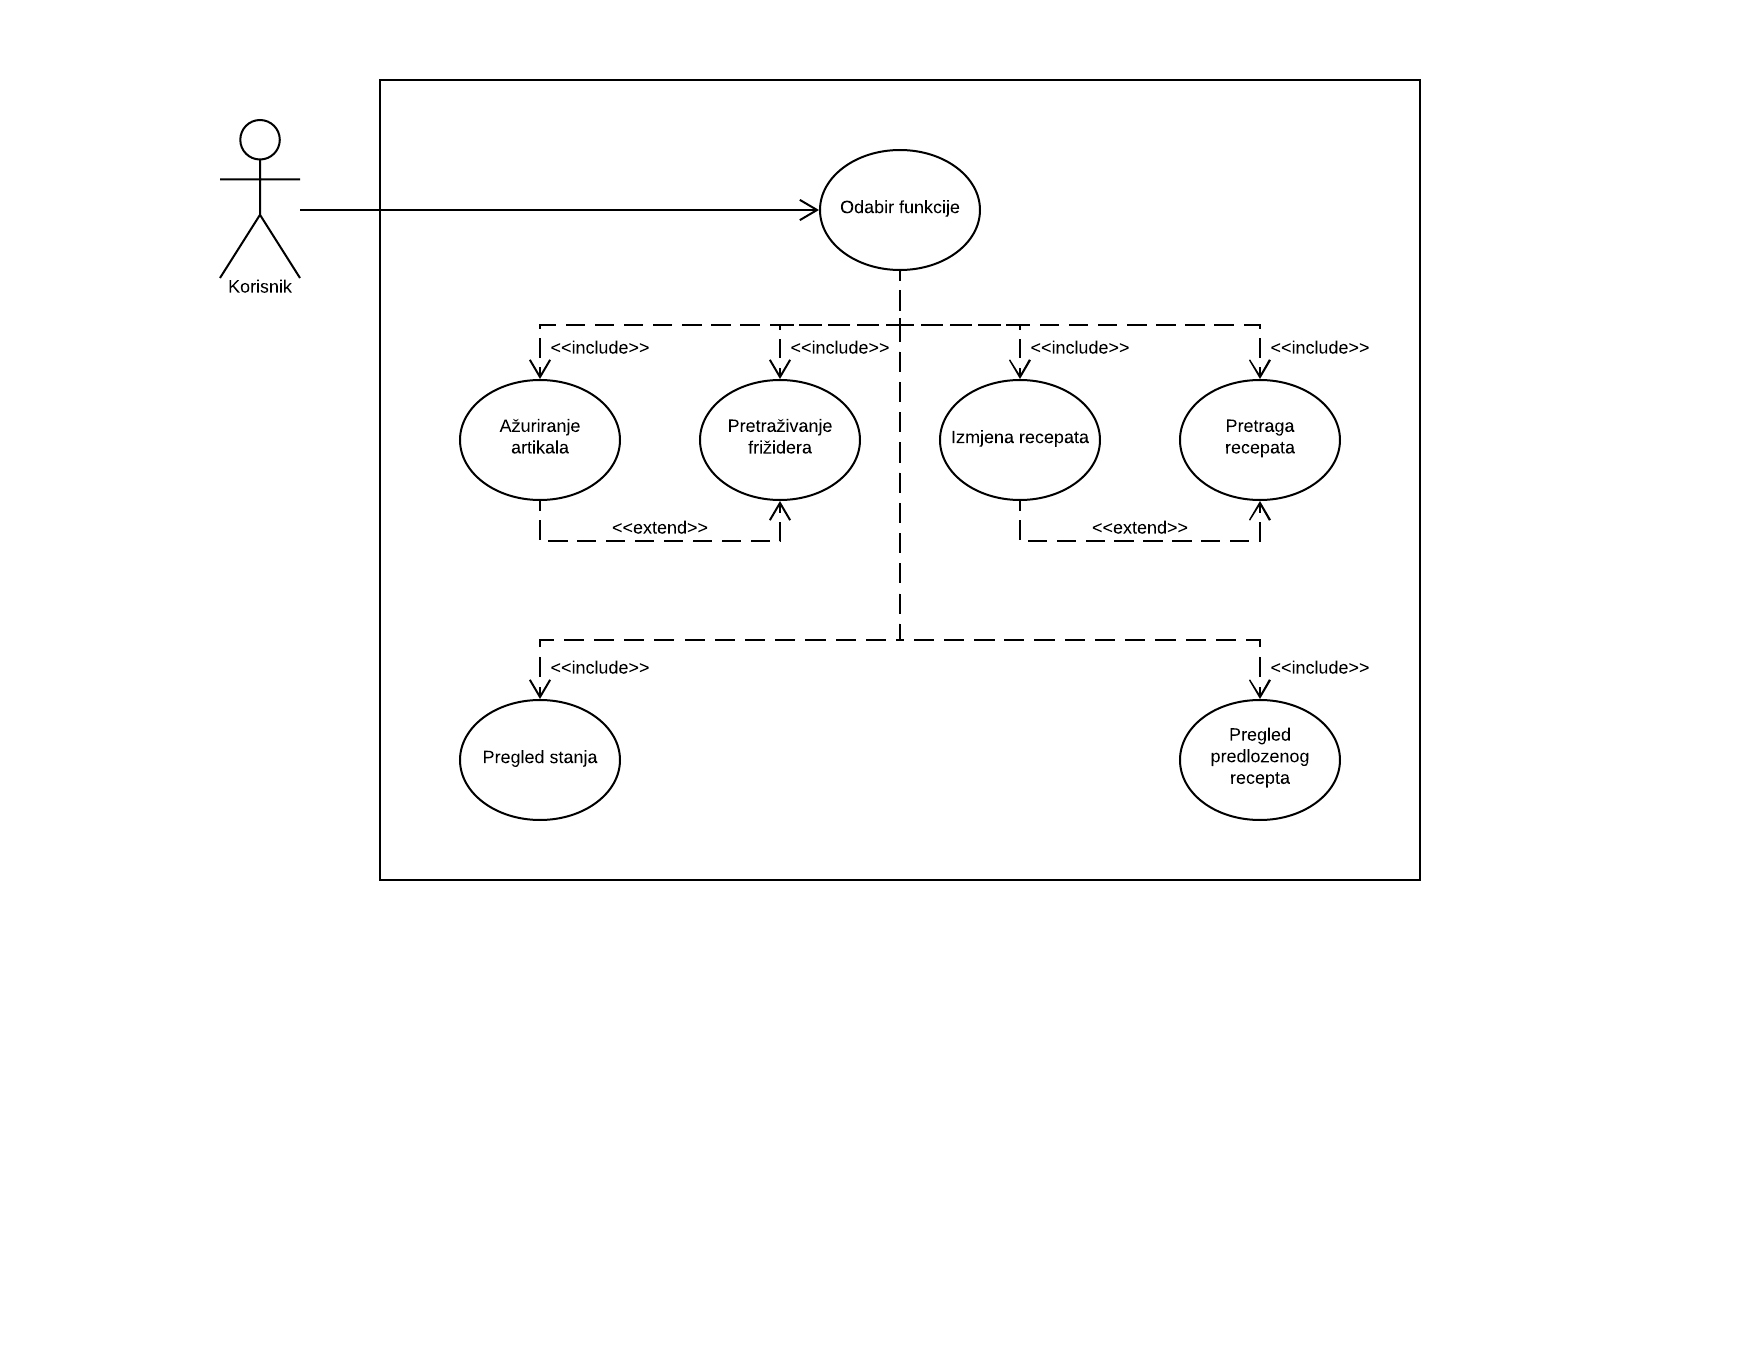 Odabir funkcije
Korisnik
<<include>>
<<include>>
<<include>>
<<include>>
Ažuriranje
artikala
Pretraživanje
frižidera
Izmjena recepata
Pretraga
recepata
<<extend>>
<<extend>>
<<include>>
<<include>>
Pregled stanja
Pregled
predlozenog
recepta